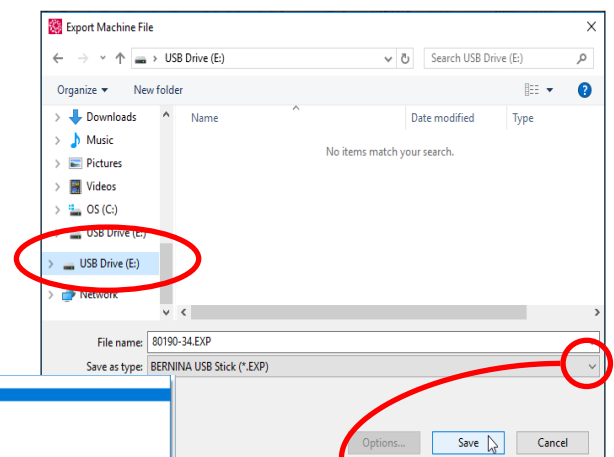 Export Machine File
USB Drive (E:)
Search USB Drive (E:)
Organize
New folder
Name
Date modified
Type
Downloads
Music
Pictures
Videos
OS (C:)
USB Drive (E:)
USB Drive (E:)
Network
No items match your search.
File name: 80190-34.EXP
Save as type: BERNINA USB Stick (*.EXP)
Options... Save Cancel